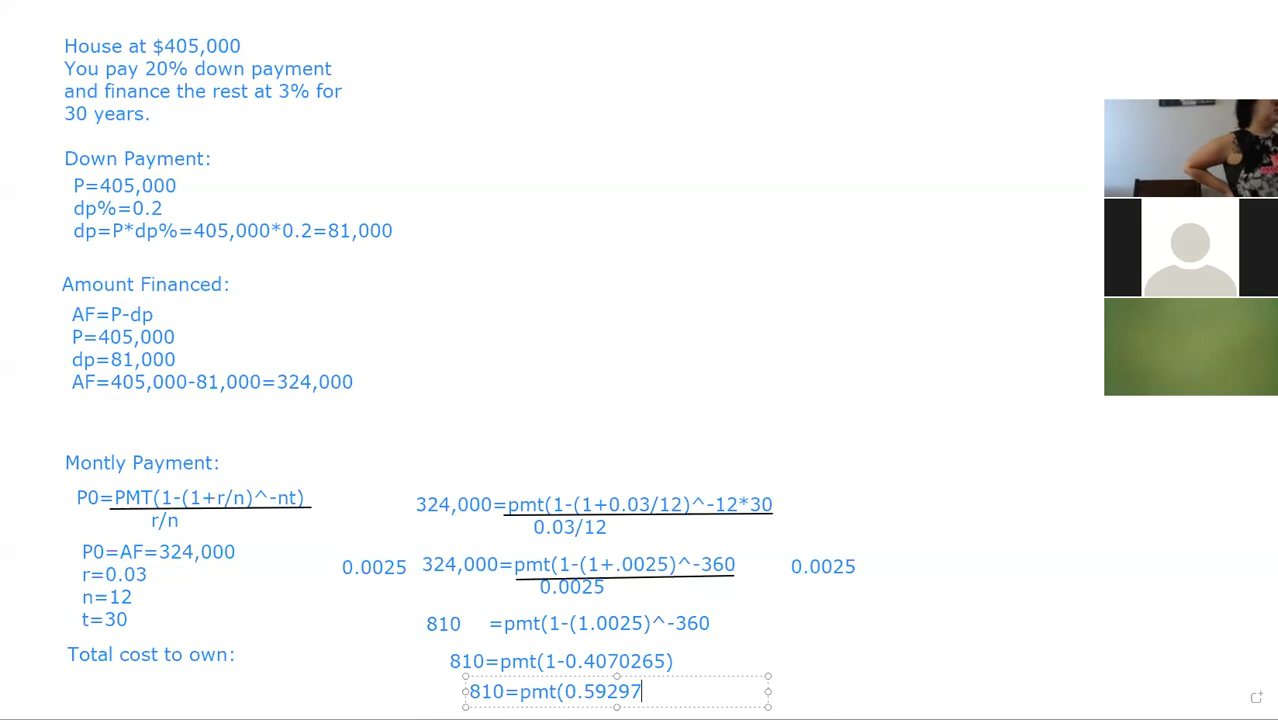 House at $405,000
You pay 20% down payment
and finance the rest at 3% for
30 years.
Down Payment:
P=405,000
dp%=0.2
dp=P*dp%=405,000*0.2=81,000
Amount Financed:
AF=P-dp
P=405,000
dp=81,000
AF=405,000-81,000=324,000
Montly Payment:
P0=PMT(1-(1+r/n)^-nt)
r/n
P0=AF=324,000
r=0.03
n=12
t=30
Total cost to own:
324,000=pmt(1-(1+0.03/12)^-12*30
0.03/12
0.0025 324,000=pmt(1-(1+.0025)^-360 0.0025
0.0025
810 =pmt(1-(1.0025)^-360
810=pmt(1-0.4070265)
810=pmt(0.59297